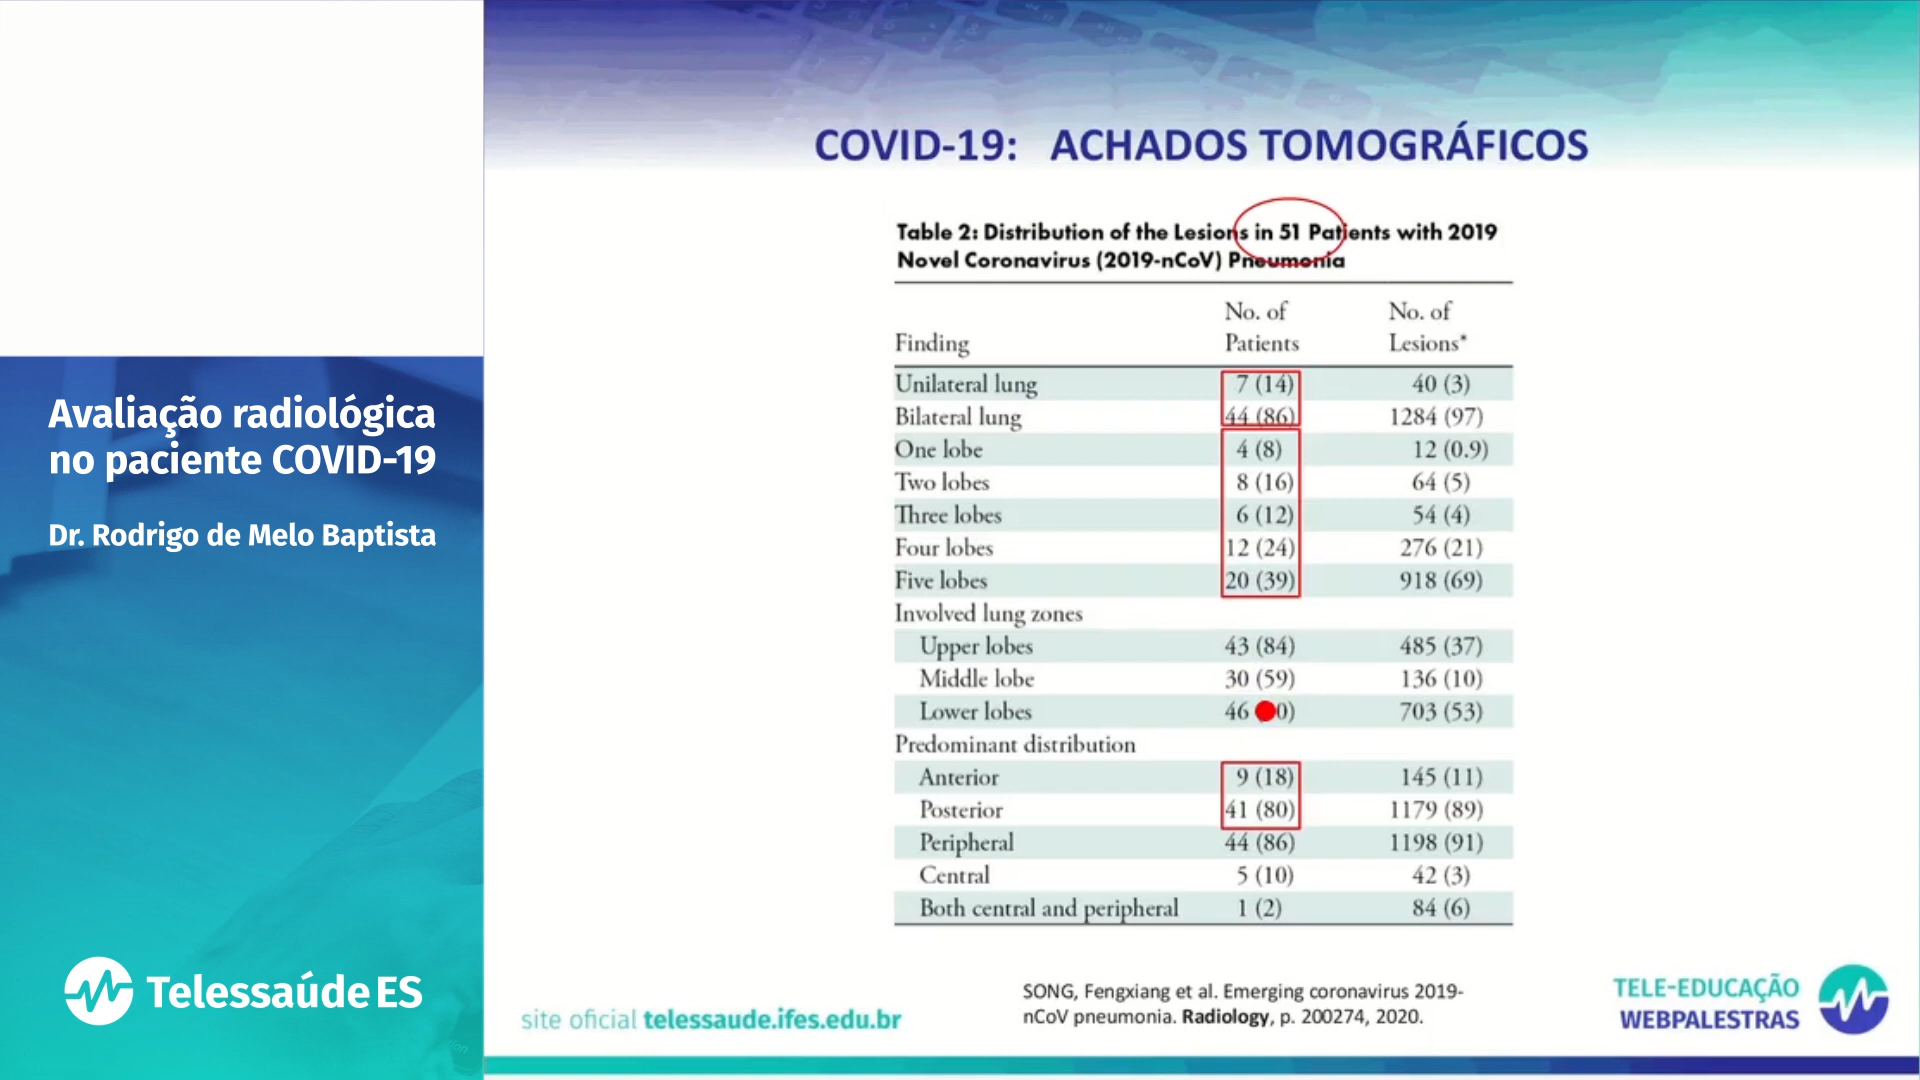 Avaliação radiológica
no paciente COVID-19
Dr. Rodrigo de Melo Baptista
Telessaúde ES
COVID-19: ACHADOS TOMOGRÁFICOS
Table 2: Distribution of the Lesions in 51 Patients with 2019
Novel Coronavirus (2019-nCoV) Pneumonia
Finding No. of Patients No. of Lesions*
Unilateral lung 7 (14) 40 (3)
Bilateral lung 44 (86) 1284 (97)
One lobe 4 (8) 12 (0.9)
Two lobes 8 (16) 64 (5)
Three lobes 6 (12) 54 (4)
Four lobes 12 (24) 276 (21)
Five lobes 20 (39) 918 (69)
Involved lung zones
Upper lobes 43 (84) 485 (37)
Middle lobe 30 (59) 136 (10)
Lower lobes 46 0) 703 (53)
Predominant distribution
Anterior 9 (18) 145 (11)
Posterior 41 (80) 1179 (89)
Peripheral 44 (86) 1198 (91)
Central 5 (10) 42 (3)
Both central and peripheral 1 (2) 84 (6)
SONG, Fengxiang et al. Emerging coronavirus 2019-
nCoV pneumonia. Radiology, p. 200274, 2020.
site oficial telessaude.ifes.edu.br
TELE-EDUCAÇÃO
WEBPALESTRAS